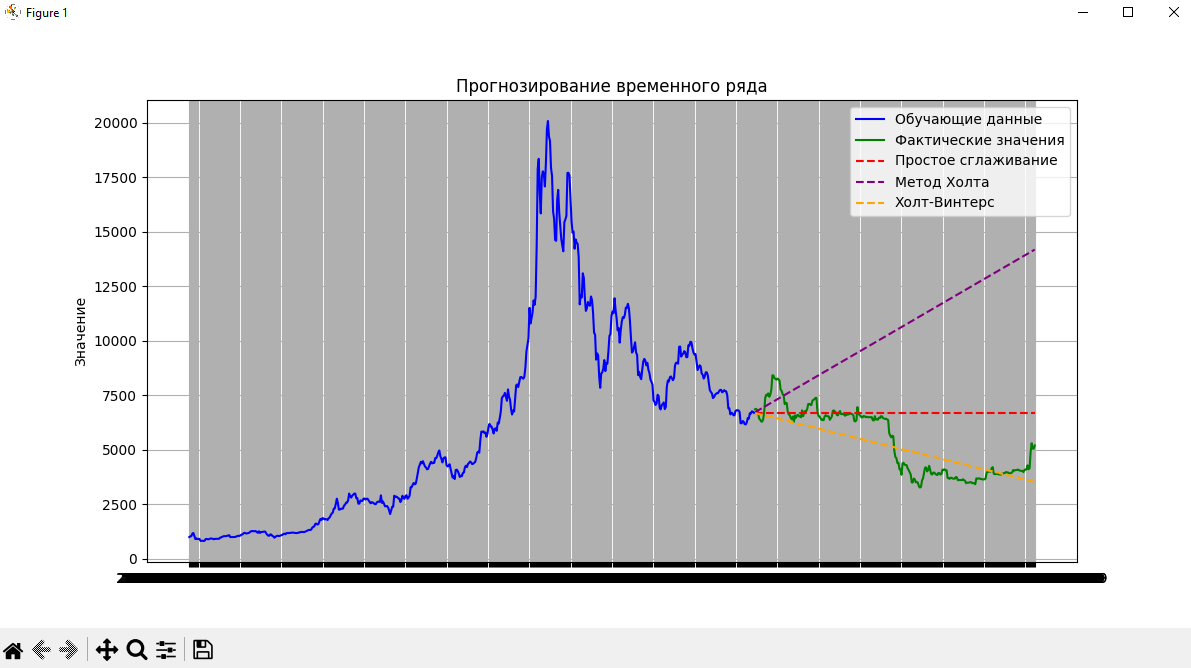 Figure 1
Прогнозирование временного ряда
Обучающие данные
Фактические значения
Простое сглаживание
Метод Холта
Холт-Винтерс
20000
17500
15000
12500
10000
7500
5000
2500
0
Значение